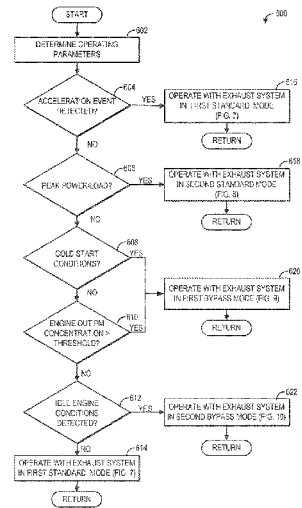 START
600
602
DETERMINE OPERATING
PARAMETERS
604
ACCELERATION EVENT
DETECTED?
YES
616
OPERATE WITH EXHAUST SYSTEM
IN FIRST STANDARD MODE
(FIG. 7)
RETURN
NO
606
PEAK POWER/LOAD?
YES
618
OPERATE WITH EXHAUST SYSTEM
IN SECOND STANDARD MODE
(FIG. 8)
RETURN
NO
608
COLD START
CONDITIONS?
YES
620
OPERATE WITH EXHAUST SYSTEM
IN FIRST BYPASS MODE (FIG. 9)
RETURN
NO
610
ENGINE OUT PM
CONCENTRATION >
THRESHOLD?
YES
NO
612
IDLE ENGINE
CONDITIONS
DETECTED?
YES
622
OPERATE WITH EXHAUST SYSTEM
IN SECOND BYPASS MODE (FIG. 10)
RETURN
NO
614
OPERATE WITH EXHAUST SYSTEM
IN FIRST STANDARD MODE (FIG. 7)
RETURN